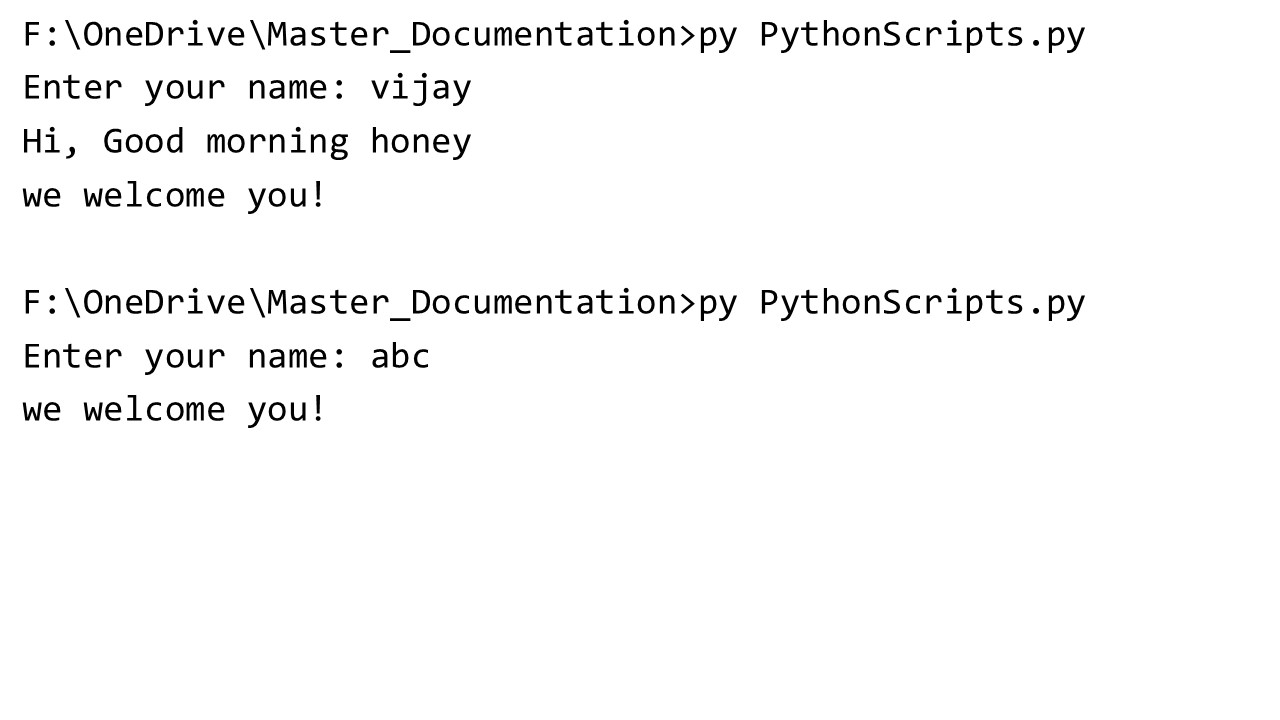 F:\OneDrive\Master_Documentation>py PythonScripts.py
Enter your name: vijay
Hi, Good morning honey
we welcome you!
F:\OneDrive\Master_Documentation>py PythonScripts.py
Enter your name: abc
we welcome you!